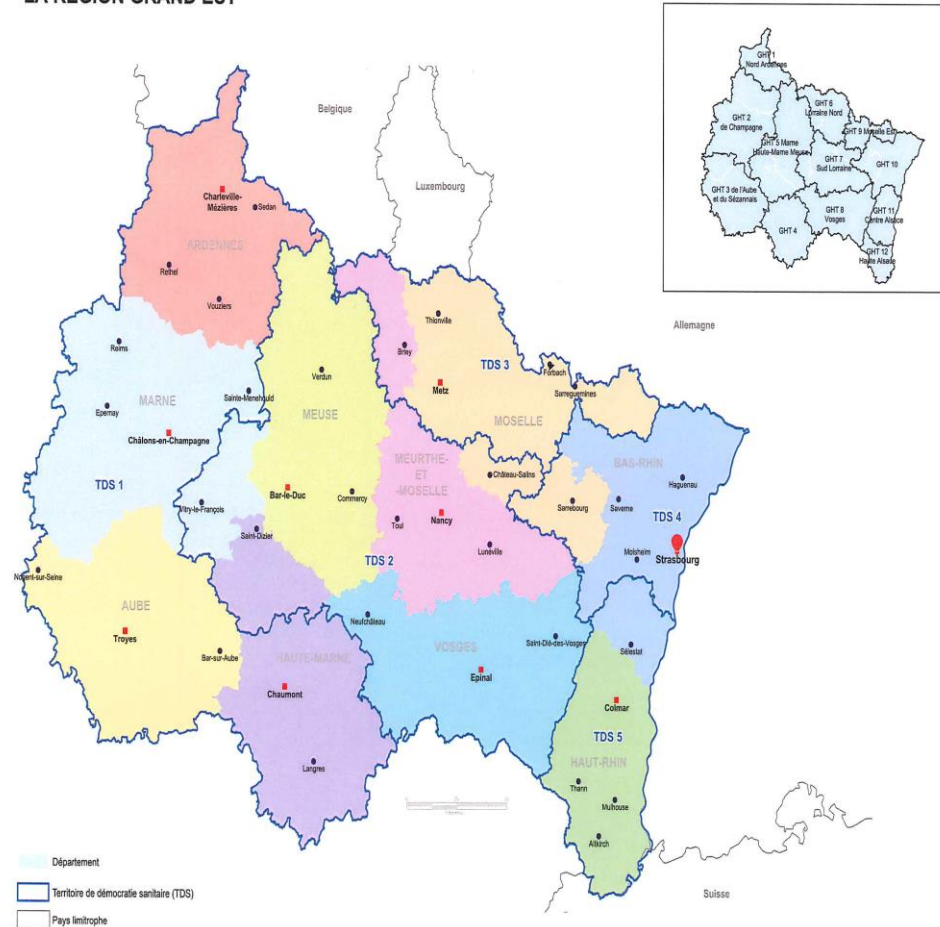 LA REGION GRAND EST
GHT 1
Nord Ardennes
GHT 2
de Champagne
GHT 6
Lorraine Nord
GHT 9 Moselle Est
GHT 5 Marne
Haute-Marne Meuse
GHT 7
Sud Lorraine
GHT 10
GHT 3 de l'Aube
et du Sézannais
GHT 8
Vosges
GHT 11
Centre Alsace
GHT 4
GHT 12
Haute Alsace
Belgique
Luxembourg
Allemagne
Charleville-
Mézières
Sedan
ARDENNES
Rethel
Vouziers
Reims
Thionville
Briey
Verdun
TDS 3
Forbach
Metz
Sarreguemines
Sainte-Menehould
MARNE
Epernay
MEUSE
MOSELLE
Châlons-en-Champagne
MEURTHE-
ET
-MOSELLE
BAS-RHIN
Château-Salins
Haguenau
TDS 1
Bar-le-Duc
Commercy
Vitry-le-François
Sarrebourg
Saverne
Toul
Nancy
TDS 4
Saint-Dizier
Lunéville
Molsheim
Strasbourg
TDS 2
Nogent-sur-Seine
AUBE
Neufchâteau
Troyes
Saint-Dié-des-Vosges
VOSGES
Sélestat
Bar-sur-Aube
HAUTE-MARNE
Epinal
Chaumont
Colmar
TDS 5
Langres
HAUT-RHIN
Thann
Mulhouse
Altkirch
Département
Territoire de démocratie sanitaire (TDS)
Suisse
Pays limitrophe